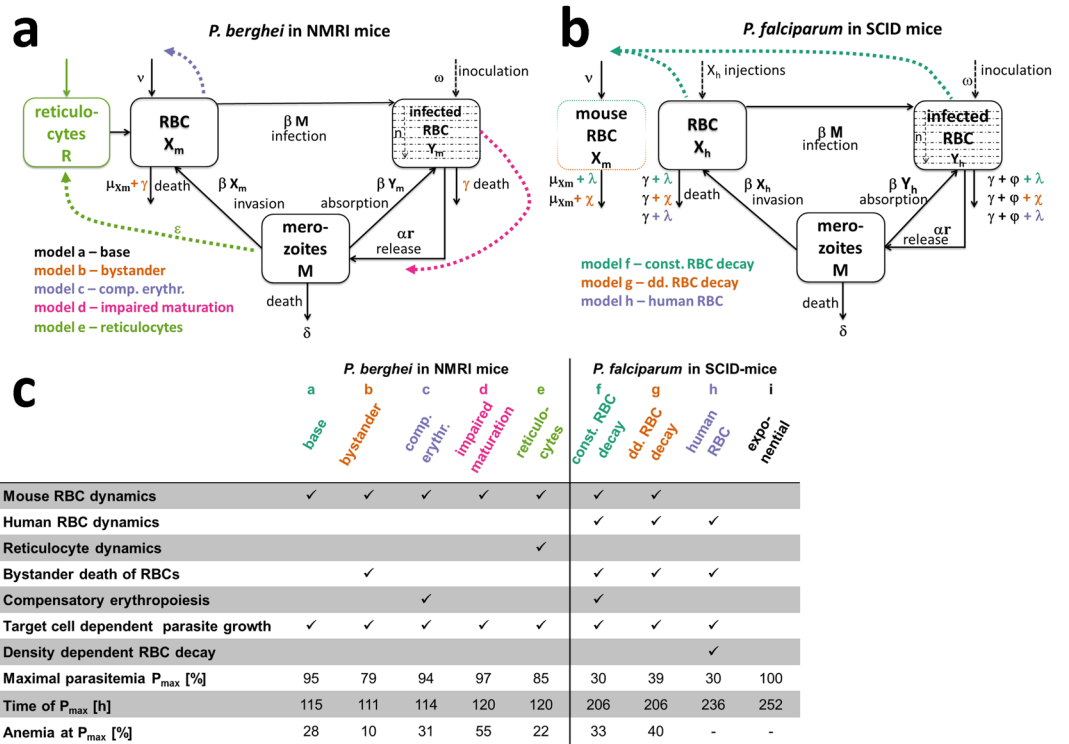 a
P. berghei in NMRI mice
ν
ω
inoculation
reticulo-
cytes
R
RBC
Xm
β M
infection
infected
RBC
Ym
n
μXm + γ
death
β Xm
invasion
β Ym
absorption
γ death
αr
release
ε
mero-
zoites
M
death
δ
model a – base
model b – bystander
model c – comp. erythr.
model d – impaired maturation
model e – reticulocytes
b
P. falciparum in SCID mice
ν
Xh injections
ω
inoculation
mouse
RBC
Xm
RBC
Xh
β M
infection
infected
RBC
Yh
n
μXm + λ
μXm + χ
γ + λ
γ + χ
γ + λ
death
β Xh
invasion
β Yh
absorption
αr
release
γ + φ + λ
γ + φ + χ
γ + φ + λ
mero-
zoites
M
death
δ
model f – const. RBC decay
model g – dd. RBC decay
model h – human RBC
c
P. berghei in NMRI mice P. falciparum in SCID-mice
a b c d e f g h i
base
bystander
comp.
erythr.
impaired
maturation
reticulo-
cytes
const. RBC
decay
dd. RBC
decay
human
RBC
expo-
nential
Mouse RBC dynamics ✓ ✓ ✓ ✓ ✓ ✓ ✓
Human RBC dynamics ✓ ✓ ✓
Reticulocyte dynamics ✓
Bystander death of RBCs ✓ ✓ ✓ ✓
Compensatory erythropoiesis ✓ ✓
Target cell dependent parasite growth ✓ ✓ ✓ ✓ ✓ ✓ ✓ ✓
Density dependent RBC decay ✓
Maximal parasitemia Pmax [%] 95 79 94 97 85 30 39 30 100
Time of Pmax [h] 115 111 114 120 120 206 206 236 252
Anemia at Pmax [%] 28 10 31 55 22 33 40 - -